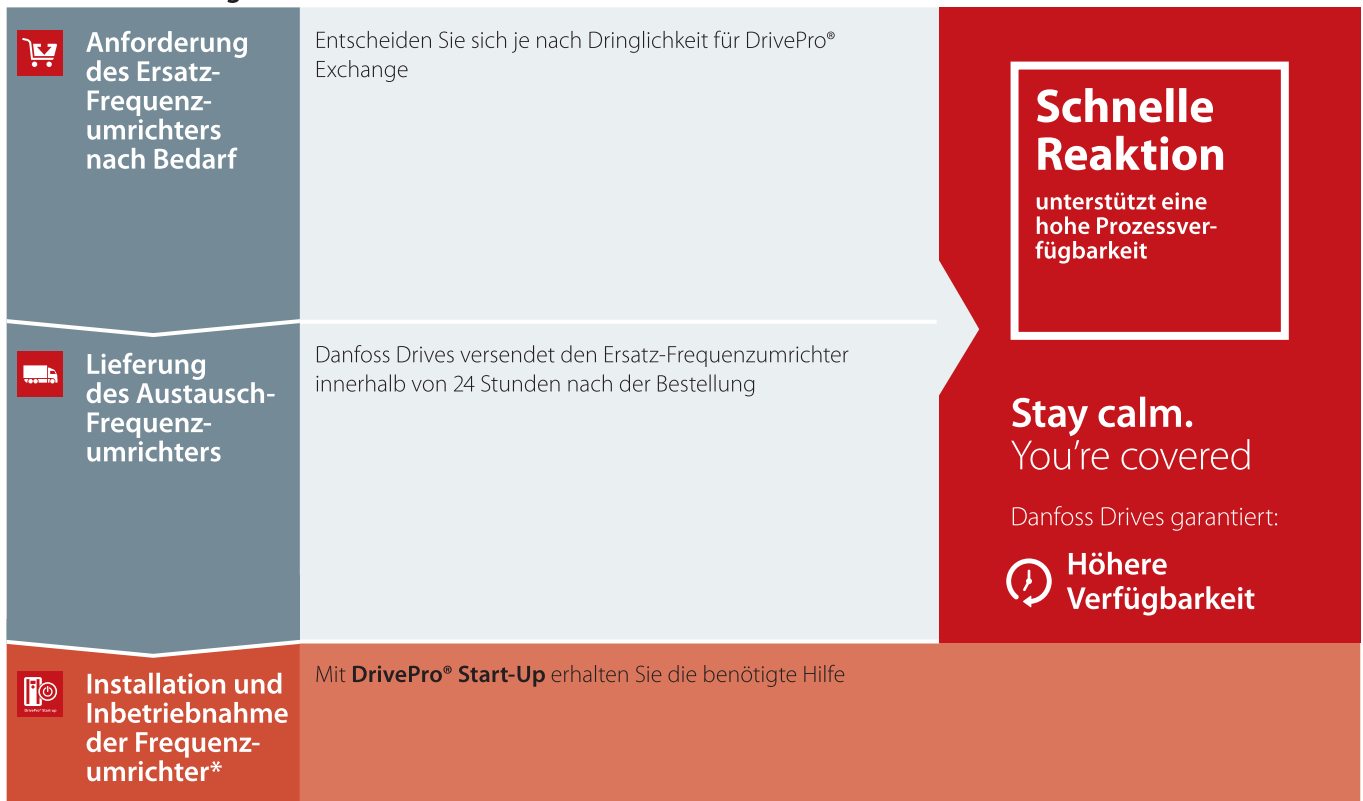 Anforderung
des Ersatz-
Frequenz-
umrichters
nach Bedarf
Entscheiden Sie sich je nach Dringlichkeit für DrivePro®
Exchange
Lieferung
des Austausch-
Frequenz-
umrichters
Danfoss Drives versendet den Ersatz-Frequenzumrichter
innerhalb von 24 Stunden nach der Bestellung
DrivePro® Start-up
Installation und
Inbetriebnahme
der Frequenz-
umrichter*
Mit DrivePro® Start-Up erhalten Sie die benötigte Hilfe
Schnelle
Reaktion
unterstützt eine
hohe Prozessver-
fügbarkeit
Stay calm.
You're covered
Danfoss Drives garantiert:
Höhere
Verfügbarkeit